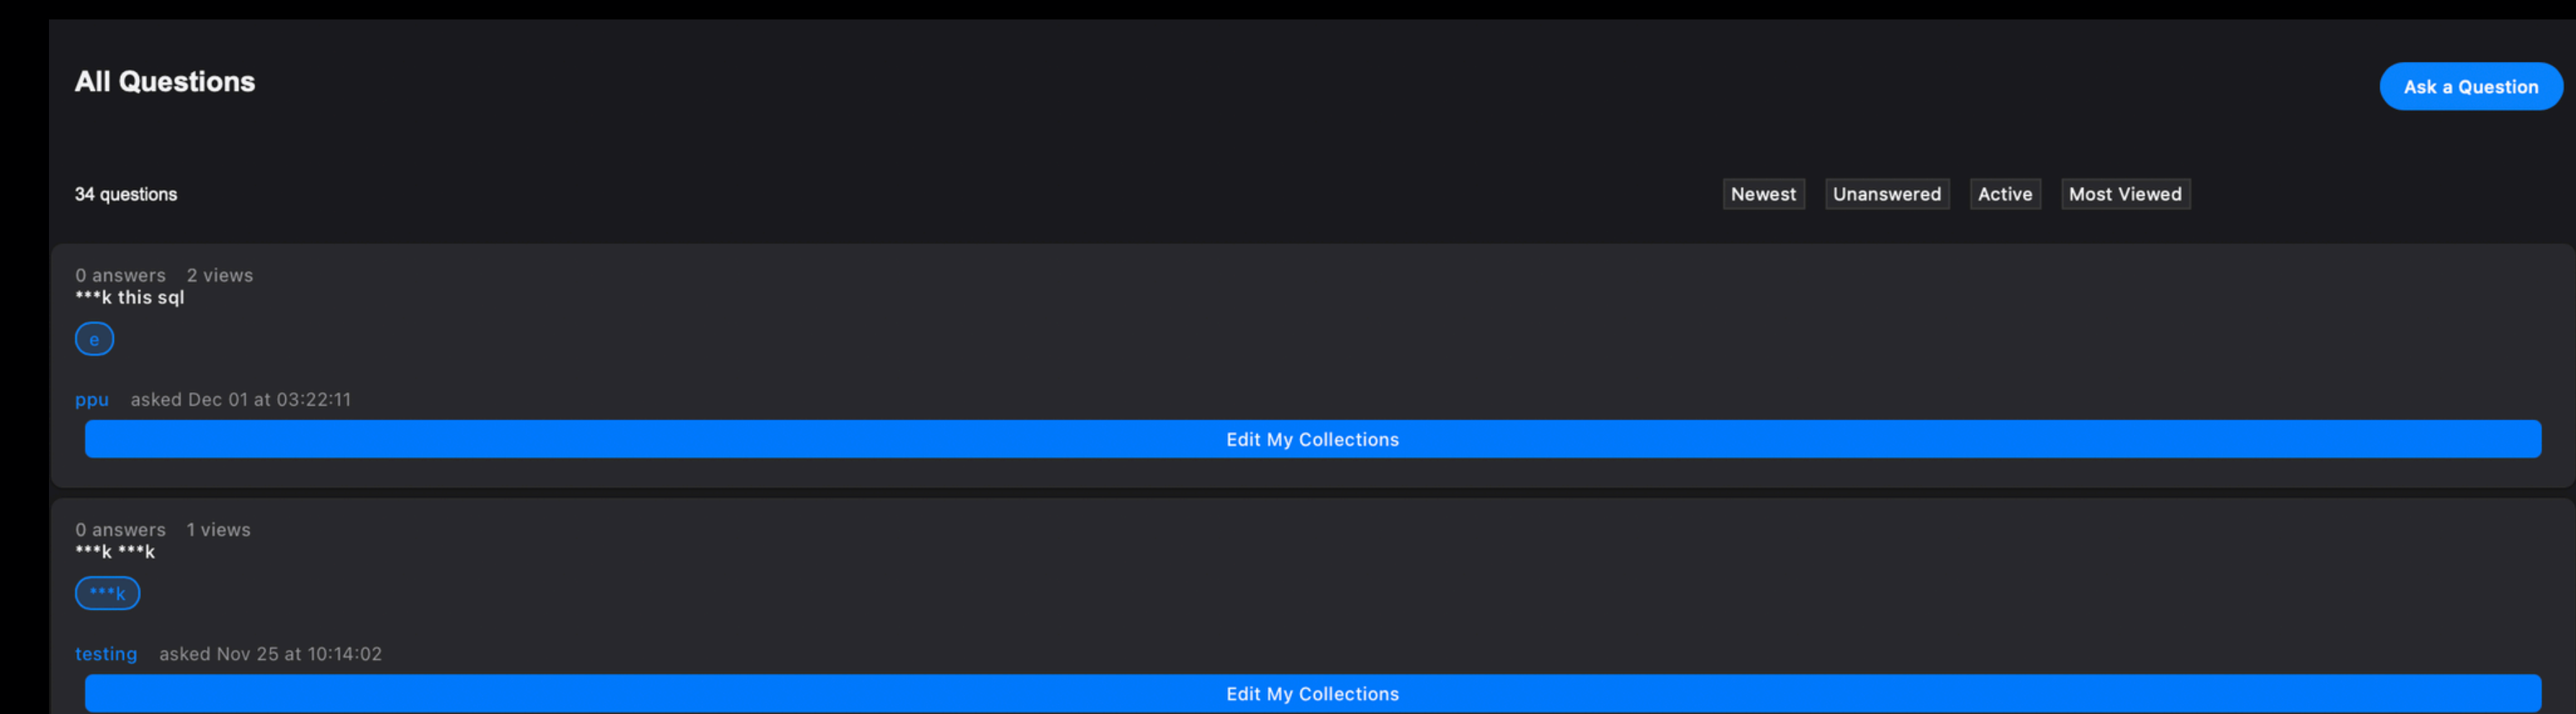 All Questions
Ask a Question
34 questions
Newest Unanswered Active Most Viewed
0 answers 2 views
***k this sql
e
ppu asked Dec 01 at 03:22:11
Edit My Collections
0 answers 1 views
***k ***k
***k
testing asked Nov 25 at 10:14:02
Edit My Collections